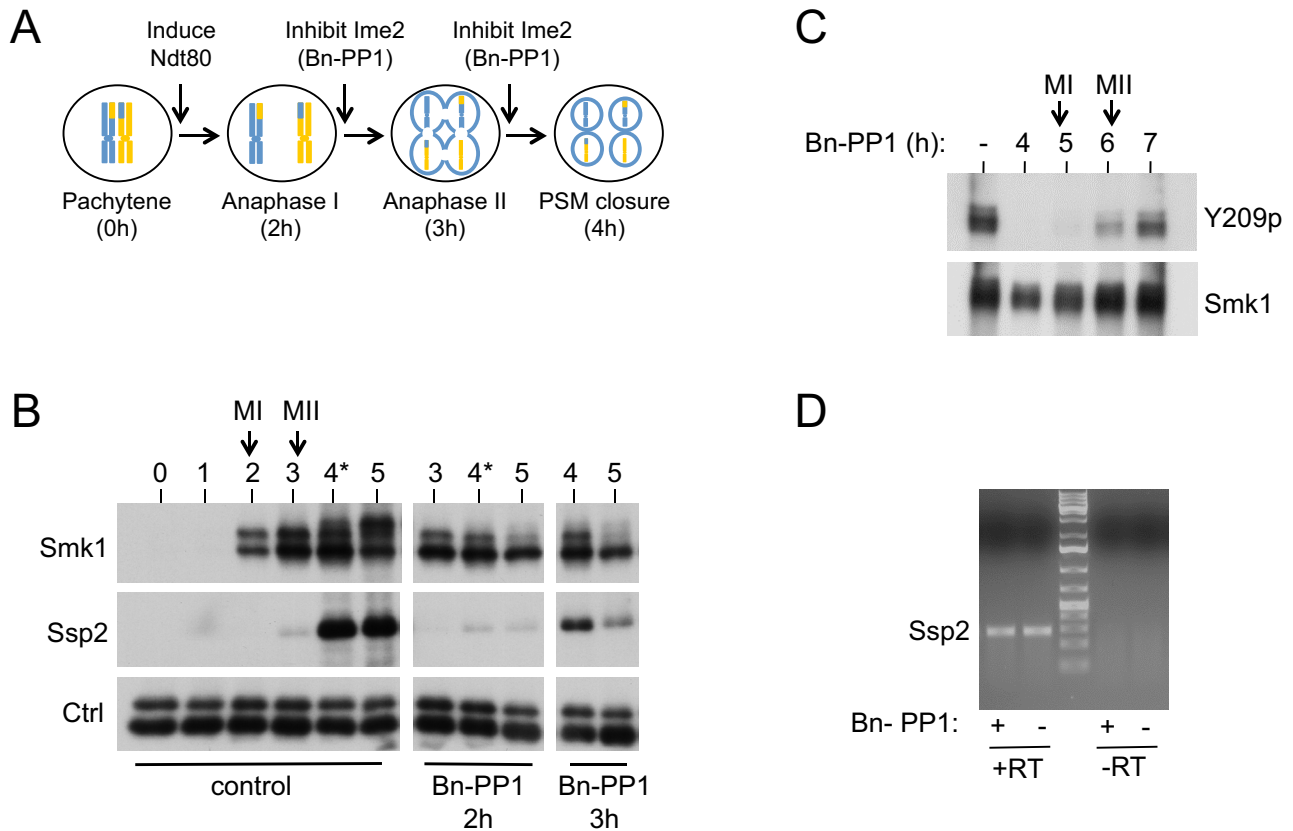 A
Induce
Ndt80
Inhibit Ime2
(Bn-PP1)
Inhibit Ime2
(Bn-PP1)
Pachytene
(0h)
Anaphase I
(2h)
Anaphase II
(3h)
PSM closure
(4h)
B
MI MII
0 1 2 3 4* 5 3 4* 5 4 5
Smk1
Ssp2
Ctrl
control
Bn-PP1
2h
Bn-PP1
3h
C
MI MII
Bn-PP1 (h): - 4 5 6 7
Y209p
Smk1
D
Ssp2
Bn- PP1: + - + -
+RT -RT